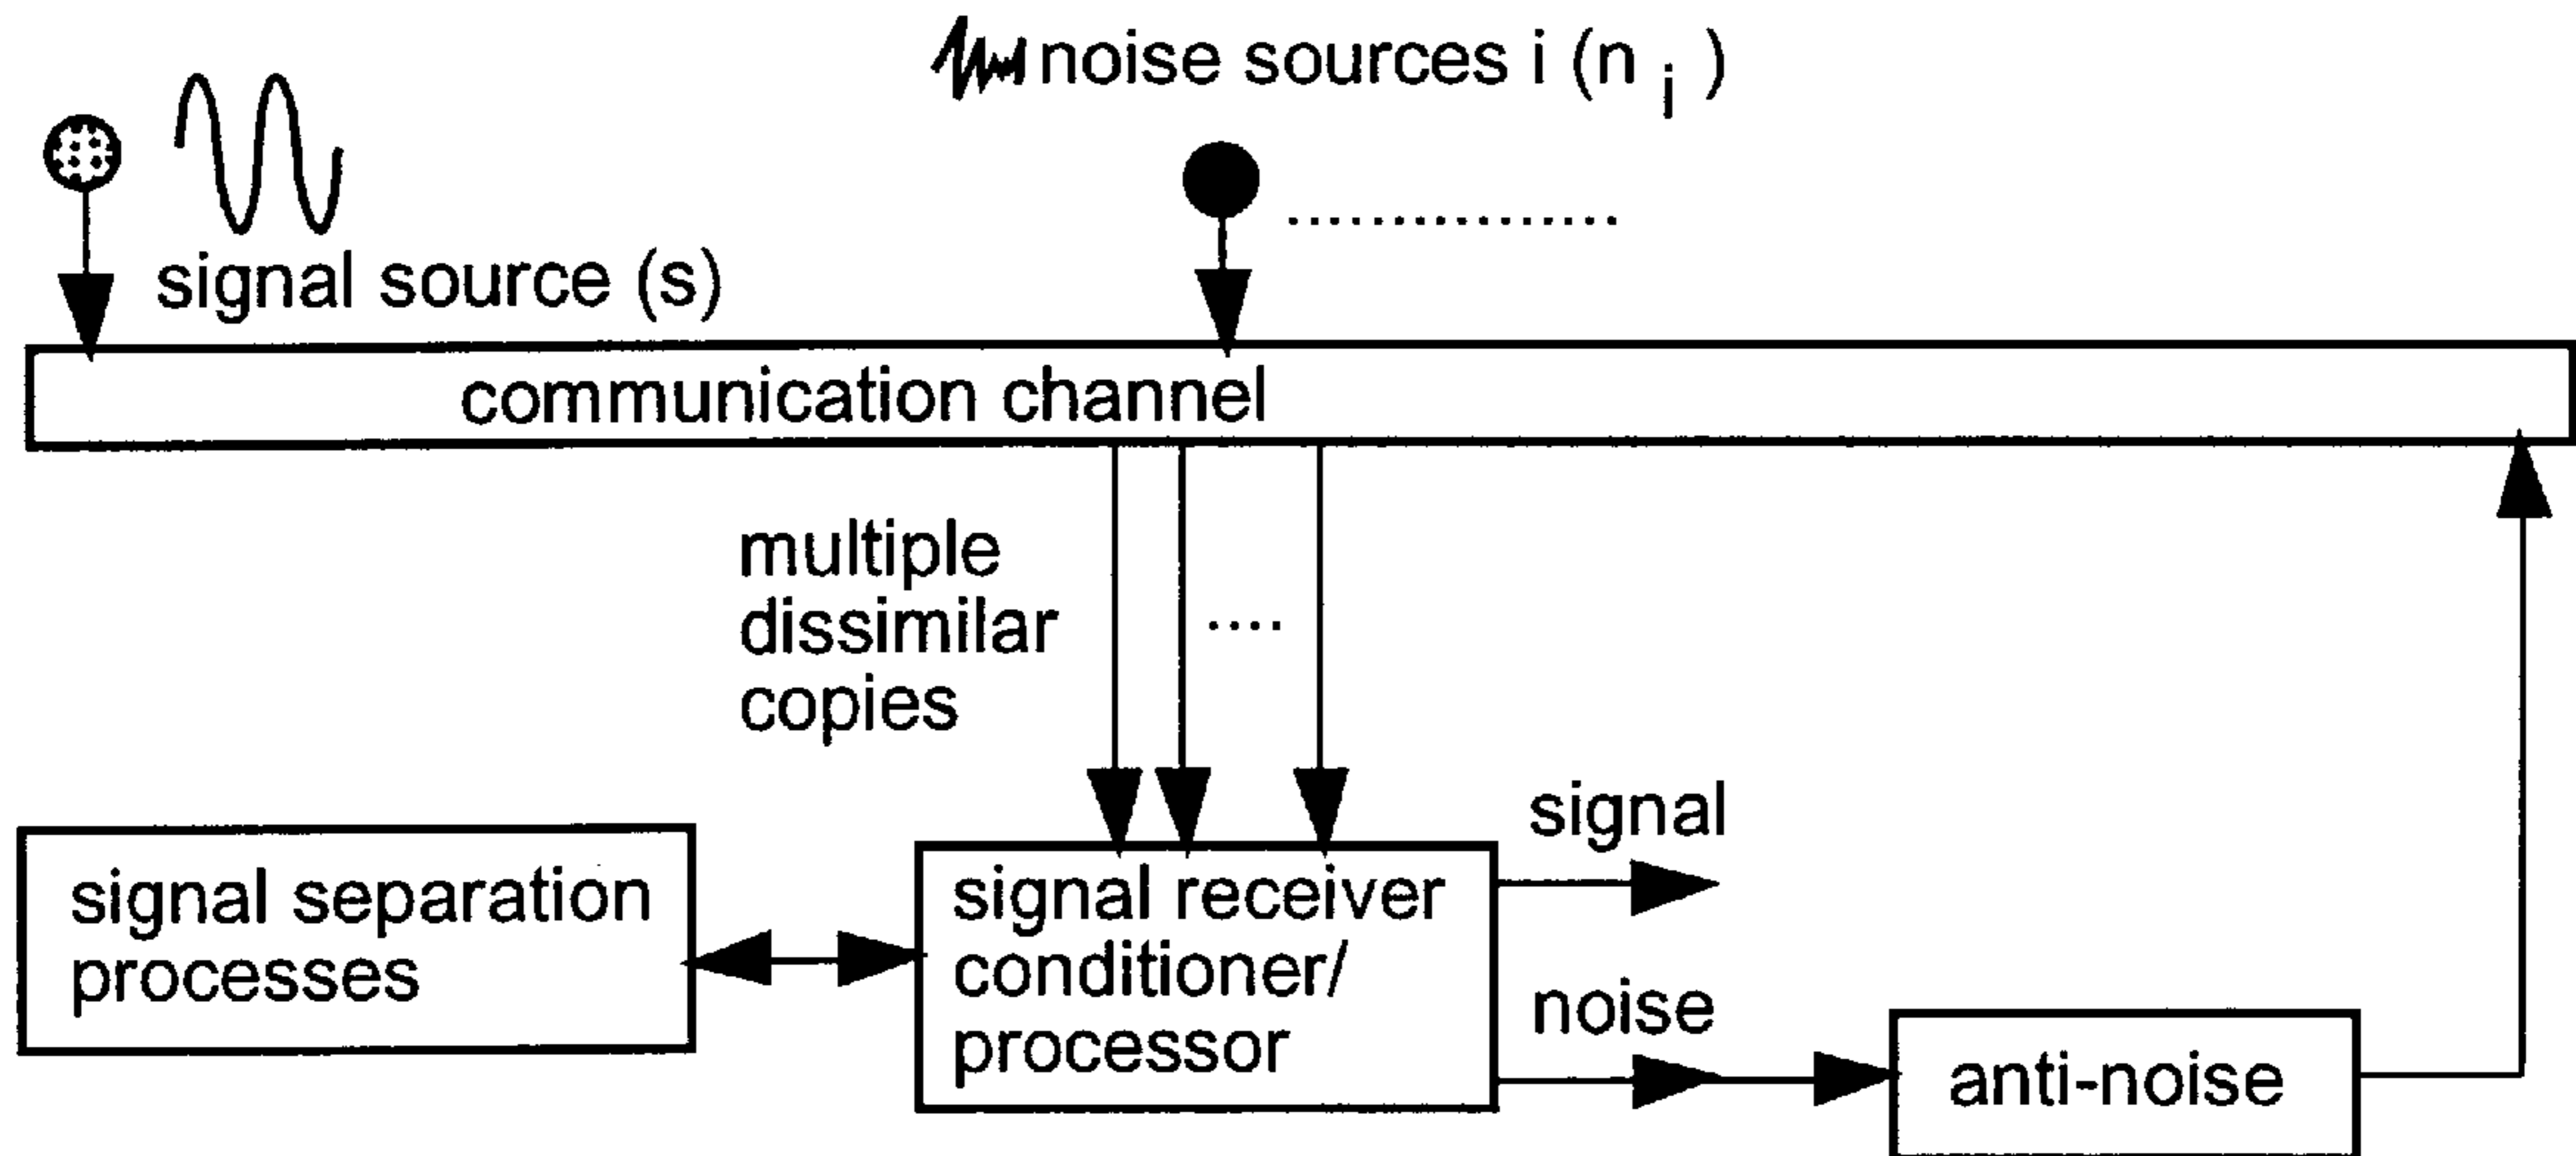 noise sources i (n i )
signal source (s)
communication channel
multiple
dissimilar
copies
signal separation
processes
signal receiver
conditioner/
processor
signal
noise
anti-noise